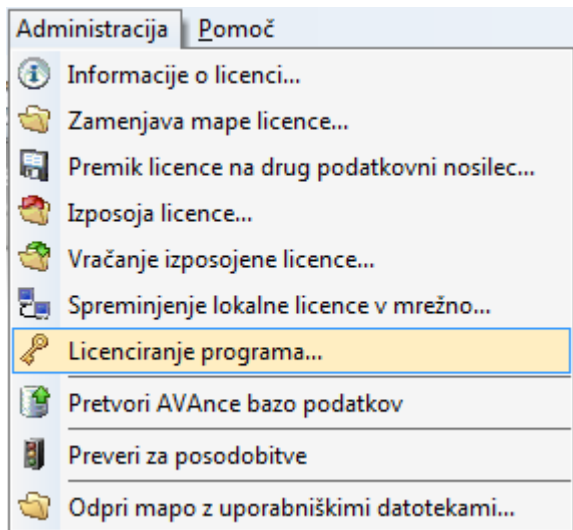 Administracija Pomoč
Informacije o licenci...
Zamenjava mape licence...
Premik licence na drug podatkovni nosilec...
Izposoja licence...
Vračanje izposojene licence...
Spreminjenje lokalne licence v mrežno...
Licenciranje programa...
Pretvori AVAnce bazo podatkov
Preveri za posodobitve
Odpri mapo z uporabniškimi datotekami...